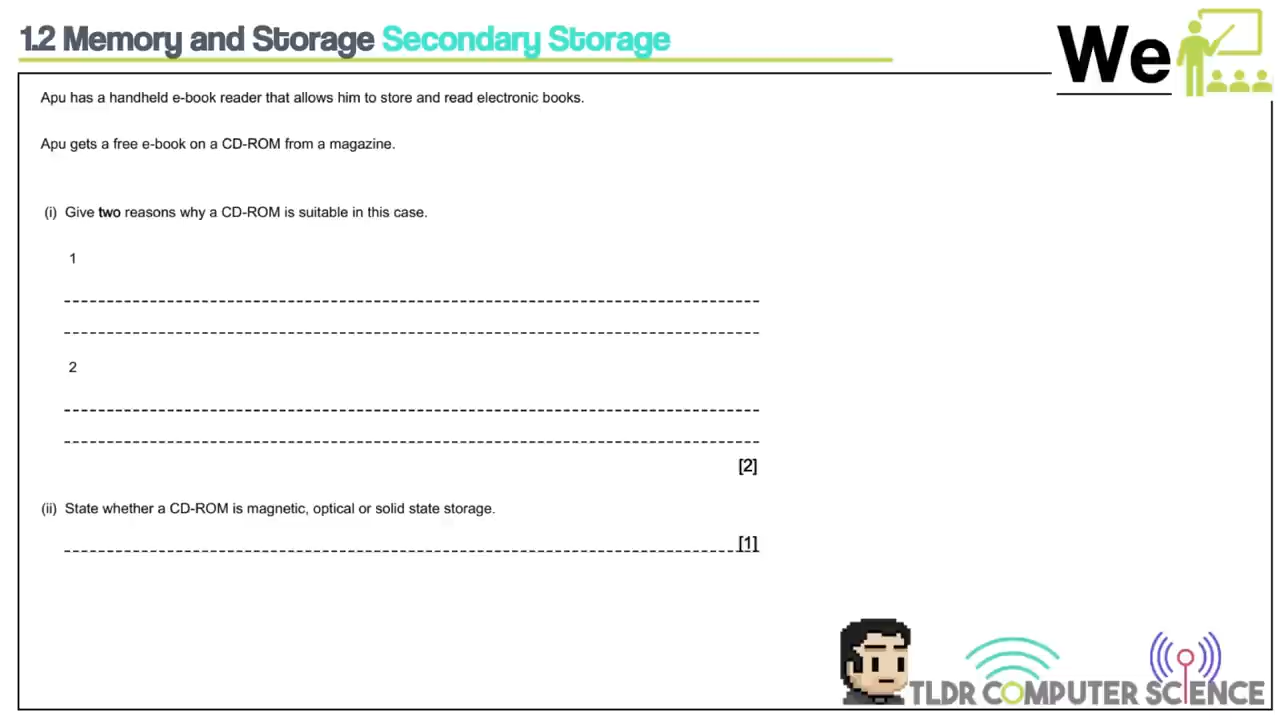 1.2 Memory and Storage Secondary Storage
We
Apu has a handheld e-book reader that allows him to store and read electronic books.
Apu gets a free e-book on a CD-ROM from a magazine.
(i) Give two reasons why a CD-ROM is suitable in this case.
1
2
[2]
(ii) State whether a CD-ROM is magnetic, optical or solid state storage.
[1]
TLDR COMPUTER SCIENCE